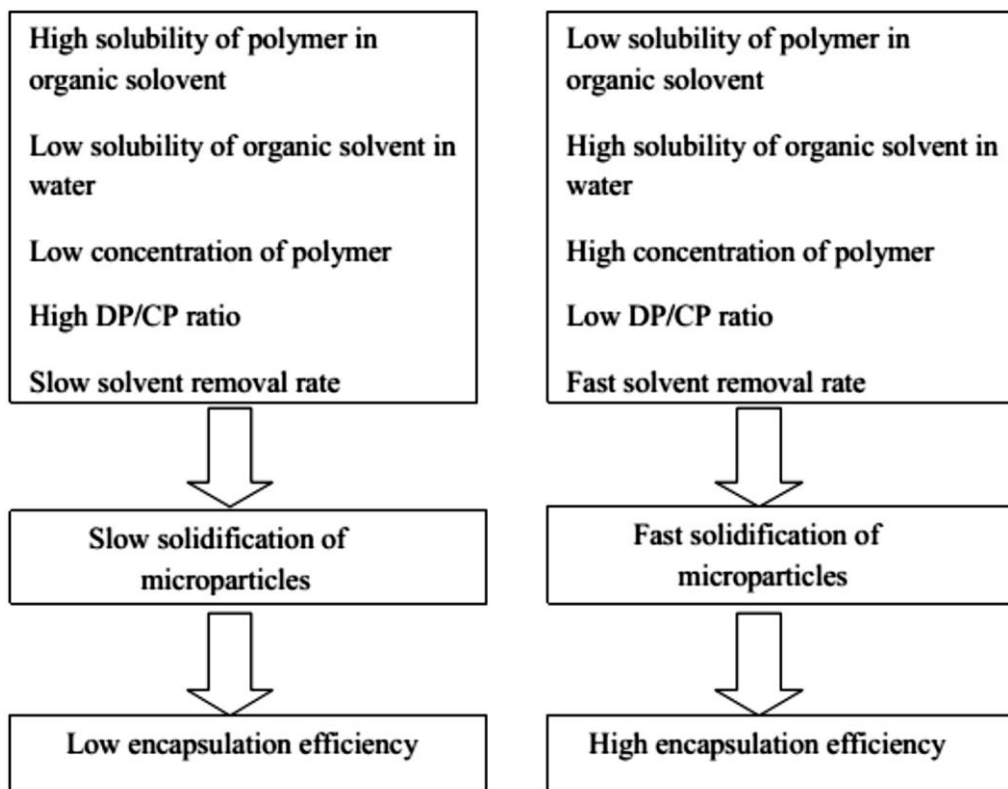 High solubility of polymer in
organic solovent
Low solubility of organic solvent in
water
Low concentration of polymer
High DP/CP ratio
Slow solvent removal rate
Slow solidification of
microparticles
Low encapsulation efficiency
Low solubility of polymer in
organic solovent
High solubility of organic solvent in
water
High concentration of polymer
Low DP/CP ratio
Fast solvent removal rate
Fast solidification of
microparticles
High encapsulation efficiency